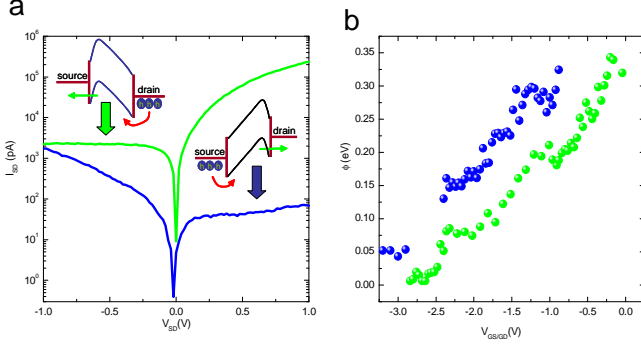 a
b
10⁶
10⁵
10⁴
10³
10²
10¹
10⁰
I_SD (pA)
source
drain
h h h
source
drain
h h h
-1.0 -0.5 0.0 0.5 1.0
V_SD(V)
0.35
0.30
0.25
0.20
0.15
0.10
0.05
0.00
ϕ (eV)
-3.0 -2.5 -2.0 -1.5 -1.0 -0.5 0.0
V_GS/GD(V)